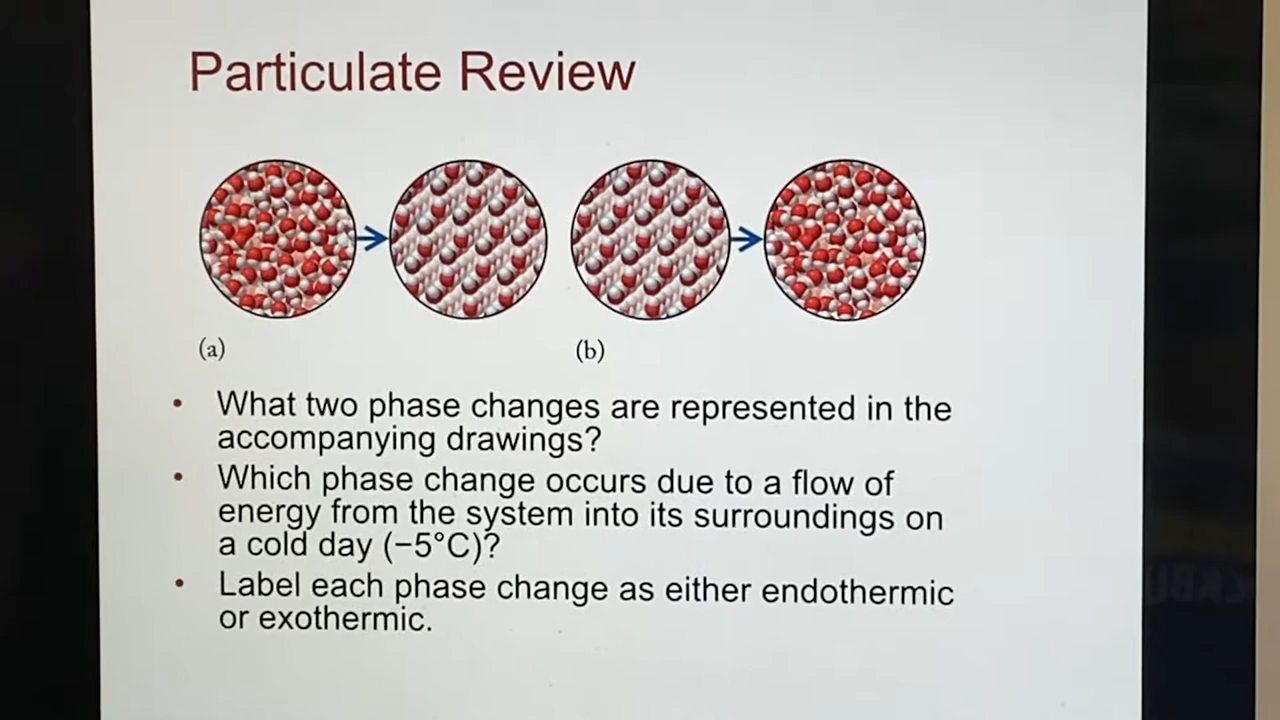 Particulate Review
(a)
(b)
• What two phase changes are represented in the
accompanying drawings?
• Which phase change occurs due to a flow of
energy from the system into its surroundings on
a cold day (−5°C)?
• Label each phase change as either endothermic
or exothermic.